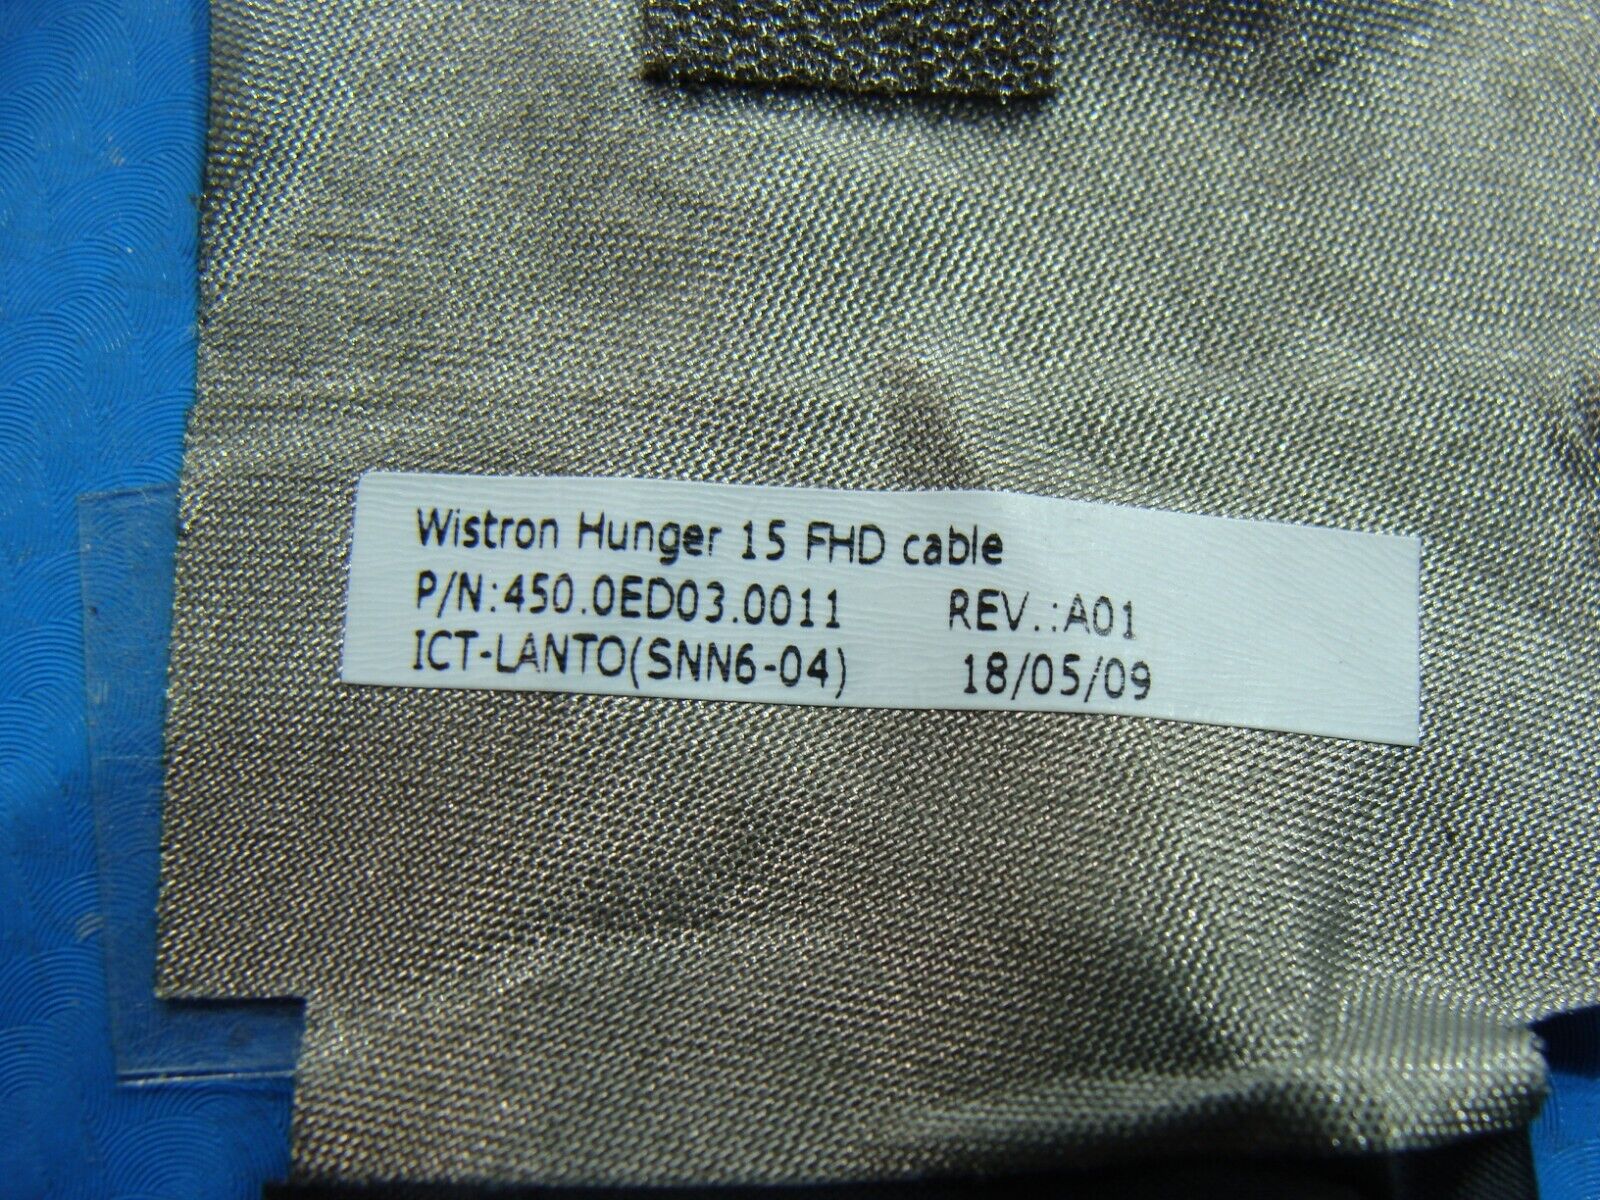 Wistron Hunger 15 FHD cable
P/N:450.0ED03.0011 REV.:A01
ICT-LANTO(SNN6-04) 18/05/09